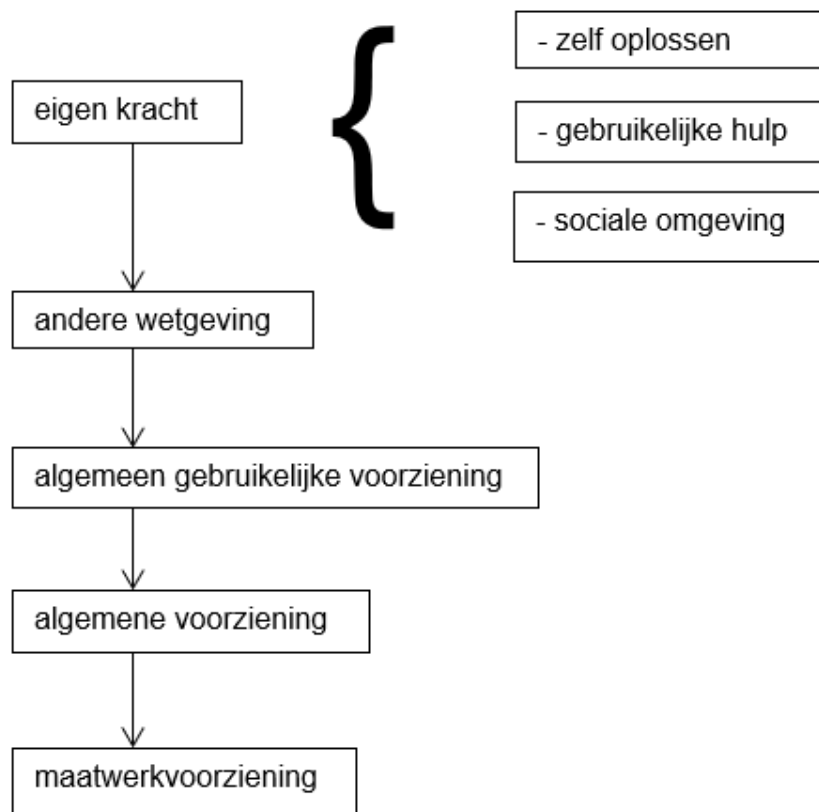 eigen kracht
- zelf oplossen
- gebruikelijke hulp
- sociale omgeving
andere wetgeving
algemeen gebruikelijke voorziening
algemene voorziening
maatwerkvoorziening